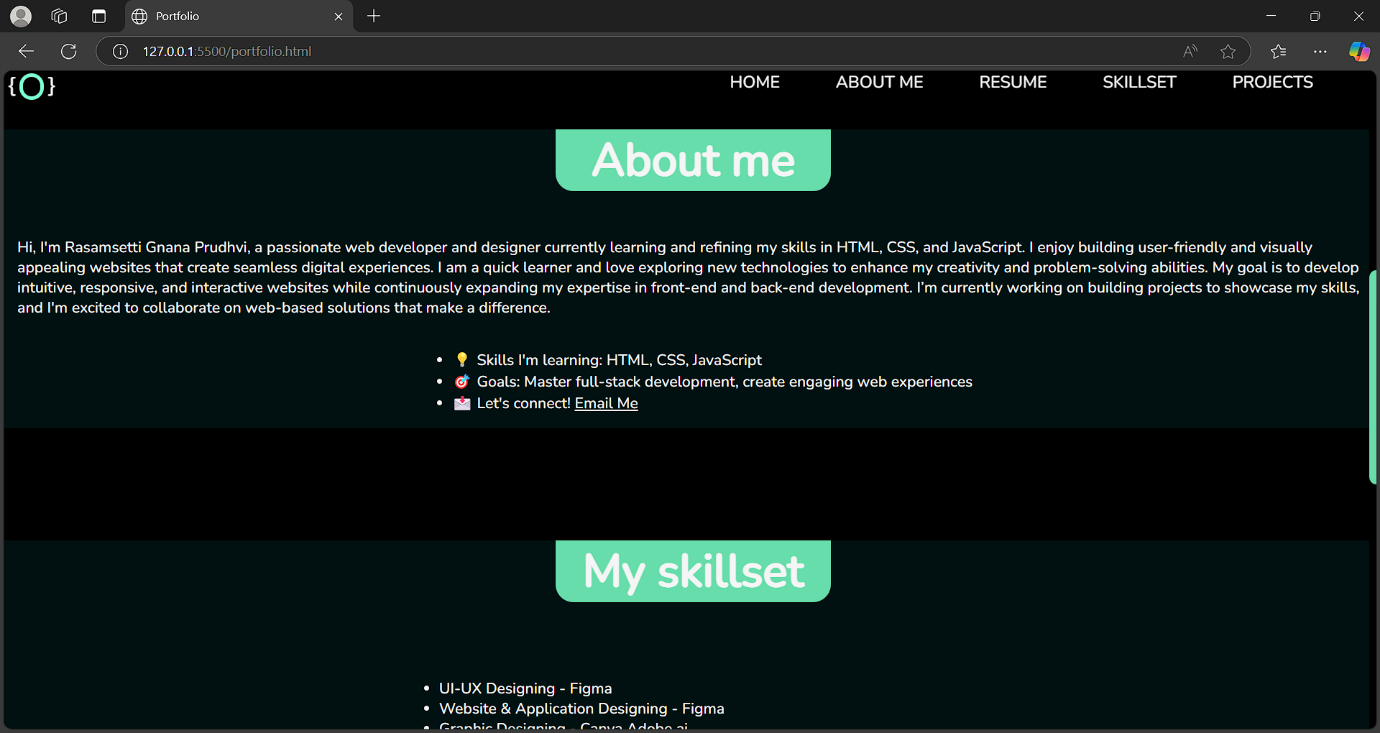 Portfolio
127.0.0.1:5500/portfolio.html
{O}
HOME ABOUT ME RESUME SKILLSET PROJECTS
About me
Hi, I'm Rasamsetti Gnana Prudhvi, a passionate web developer and designer currently learning and refining my skills in HTML, CSS, and JavaScript. I enjoy building user-friendly and visually
appealing websites that create seamless digital experiences. I am a quick learner and love exploring new technologies to enhance my creativity and problem-solving abilities. My goal is to develop
intuitive, responsive, and interactive websites while continuously expanding my expertise in front-end and back-end development. I'm currently working on building projects to showcase my skills,
and I'm excited to collaborate on web-based solutions that make a difference.
• 💡 Skills I'm learning: HTML, CSS, JavaScript
• 🎯 Goals: Master full-stack development, create engaging web experiences
• 📩 Let's connect! Email Me
My skillset
• UI-UX Designing - Figma
• Website & Application Designing - Figma
• Graphic Designing - Canva Adobe ai